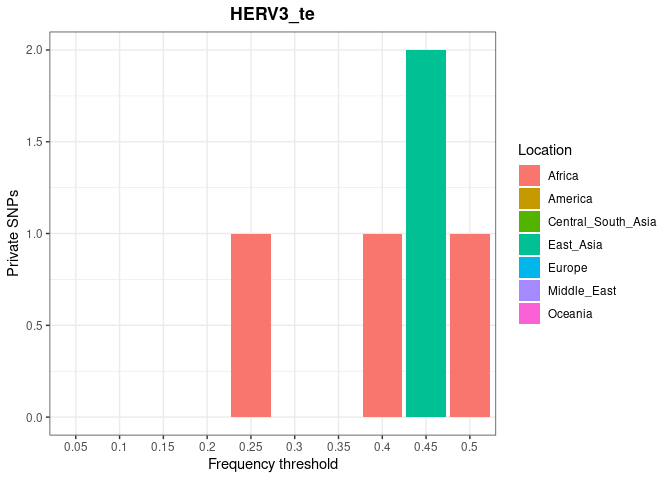 HERV3_te
Private SNPs
2.0
1.5
1.0
0.5
0.0
0.05 0.1 0.15 0.2 0.25 0.3 0.35 0.4 0.45 0.5
Frequency threshold
Location
Africa
America
Central_South_Asia
East_Asia
Europe
Middle_East
Oceania